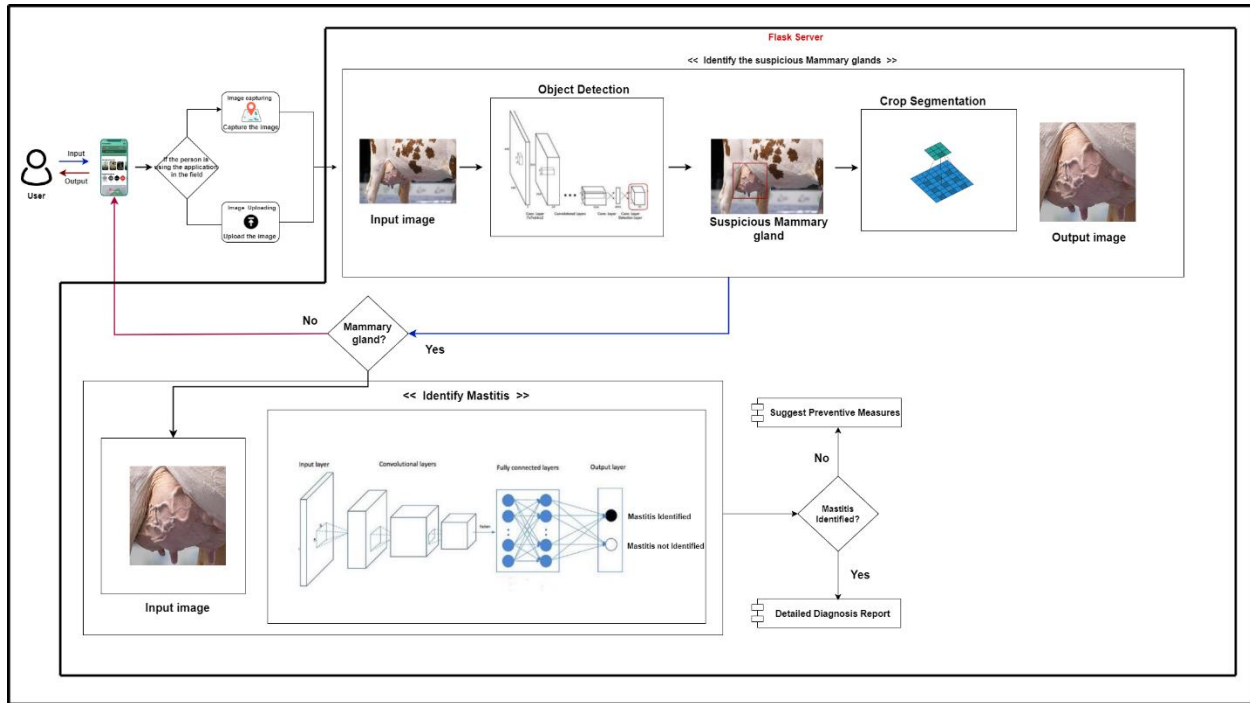 Flask Server
<< Identify the suspicious Mammary glands >>
Object Detection
Crop Segmentation
Image capturing
Capture the image
Input
Output
User
If the person is
using the application
in the field
Image Uploading
Upload the image
Input image
Convolutional layers
Suspicious Mammary
gland
Output image
No
Mammary
gland?
Yes
<< Identify Mastitis >>
Input layer
Convolutional layers
Fully connected layers
Output layer
Mastitis Identified
Mastitis not Identified
Input image
Suggest Preventive Measures
No
Mastitis
Identified?
Yes
Detailed Diagnosis Report